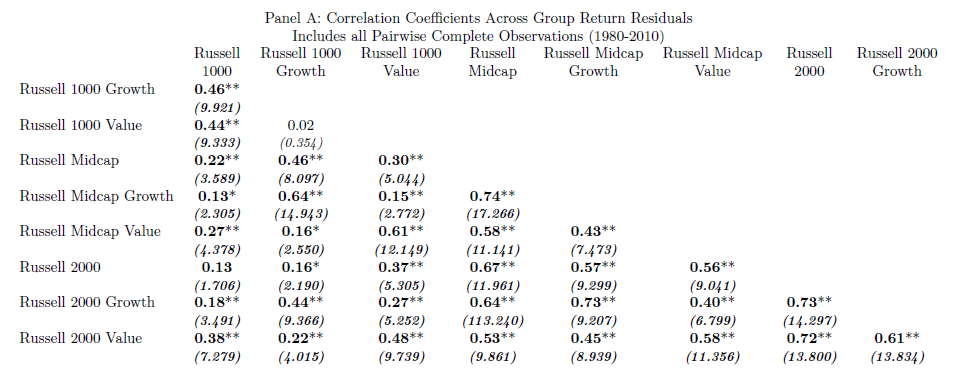 Panel A: Correlation Coefficients Across Group Return Residuals
Includes all Pairwise Complete Observations (1980-2010)
Russell Russell 1000 Russell 1000 Russell Russell Midcap Russell Midcap Russell Russell 2000
1000 Growth Value Midcap Growth Value 2000 Growth
Russell 1000 Growth 0.46**
(9.921)
Russell 1000 Value 0.44** 0.02
(9.333) (0.354)
Russell Midcap 0.22** 0.46** 0.30**
(3.589) (8.097) (5.044)
Russell Midcap Growth 0.13* 0.64** 0.15** 0.74**
(2.305) (14.943) (2.772) (17.266)
Russell Midcap Value 0.27** 0.16* 0.61** 0.58** 0.43**
(4.378) (2.550) (12.149) (11.141) (7.473)
Russell 2000 0.13 0.16* 0.37** 0.67** 0.57** 0.56**
(1.706) (2.190) (5.305) (11.961) (9.299) (9.041)
Russell 2000 Growth 0.18** 0.44** 0.27** 0.64** 0.73** 0.40** 0.73**
(3.491) (9.366) (5.252) (113.240) (9.207) (6.799) (14.297)
Russell 2000 Value 0.38** 0.22** 0.48** 0.53** 0.45** 0.58** 0.72** 0.61**
(7.279) (4.015) (9.739) (9.861) (8.939) (11.356) (13.800) (13.834)